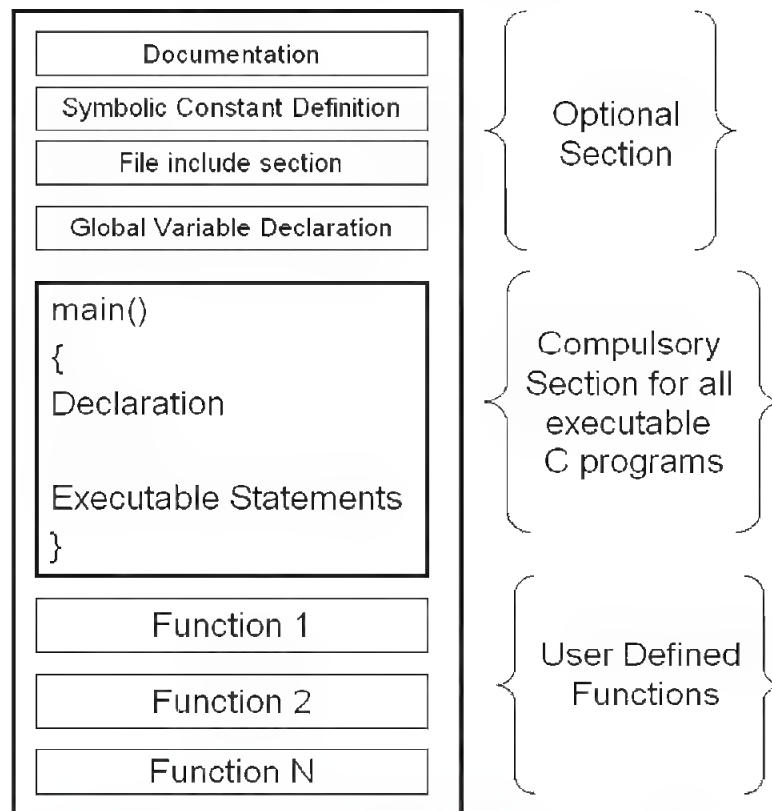 Documentation
Symbolic Constant Definition
File include section
Global Variable Declaration
Optional
Section
main()
{
Declaration
Executable Statements
}
Compulsory
Section for all
executable
C programs
Function 1
Function 2
Function N
User Defined
Functions